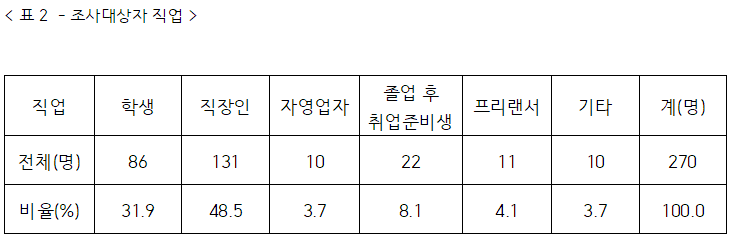 < 표 2 - 조사대상자 직업 >
직업 학생 직장인 자영업자 졸업 후 취업준비생 프리랜서 기타 계(명)
전체(명) 86 131 10 22 11 10 270
비율(%) 31.9 48.5 3.7 8.1 4.1 3.7 100.0